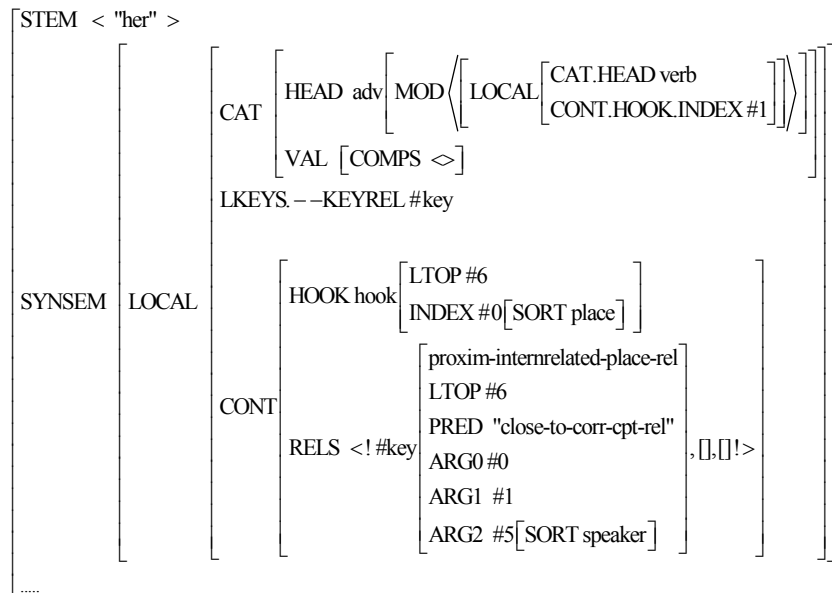 STEM < "her" >
SYNSEM
LOCAL
CAT
HEAD adv
MOD
LOCAL
CAT.HEAD verb
CONT.HOOK.INDEX #1
VAL [COMPS <>]
LKEYS.--KEYREL #key
CONT
HOOK hook
LTOP #6
INDEX #0[SORT place]
RELS <! #key
proxim-internrelated-place-rel
LTOP #6
PRED "close-to-corr-cpt-rel"
ARG0 #0
ARG1 #1
ARG2 #5[SORT speaker]
, [],[] !>
.....